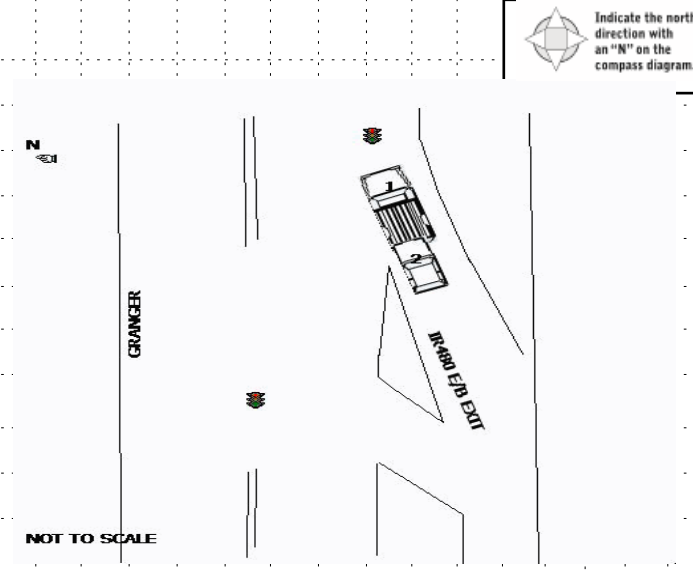 Indicate the north
direction with
an "N" on the
compass diagram.
N
1
2
GRANGER
IR480 E/B EXIT
NOT TO SCALE